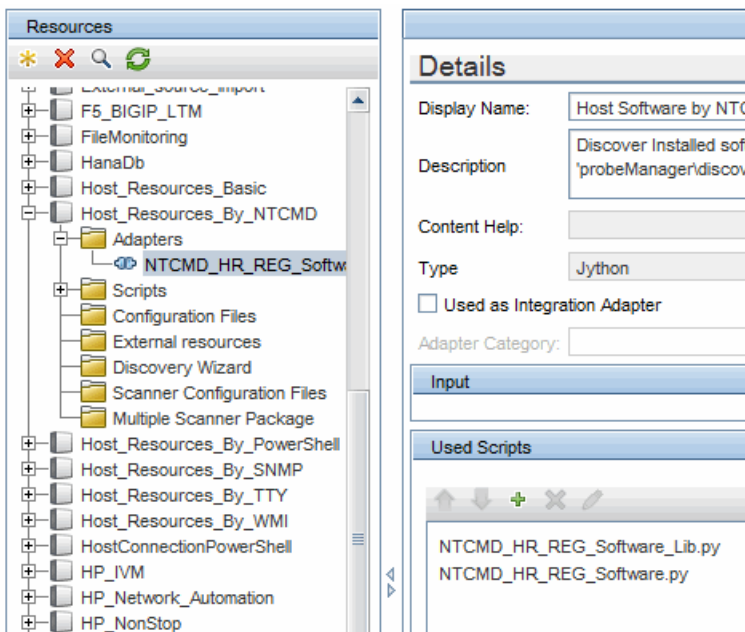 Resources
External_source_import
F5_BIGIP_LTM
FileMonitoring
HanaDb
Host_Resources_Basic
Host_Resources_By_NTCMD
Adapters
NTCMD_HR_REG_Softw
Scripts
Configuration Files
External resources
Discovery Wizard
Scanner Configuration Files
Multiple Scanner Package
Host_Resources_By_PowerShell
Host_Resources_By_SNMP
Host_Resources_By_TTY
Host_Resources_By_WMI
HostConnectionPowerShell
HP_IVM
HP_Network_Automation
HP_NonStop
Details
Display Name: Host Software by NTC
Description Discover Installed sof
'probeManager\discov
Content Help:
Type Jython
Used as Integration Adapter
Adapter Category:
Input
Used Scripts
NTCMD_HR_REG_Software_Lib.py
NTCMD_HR_REG_Software.py